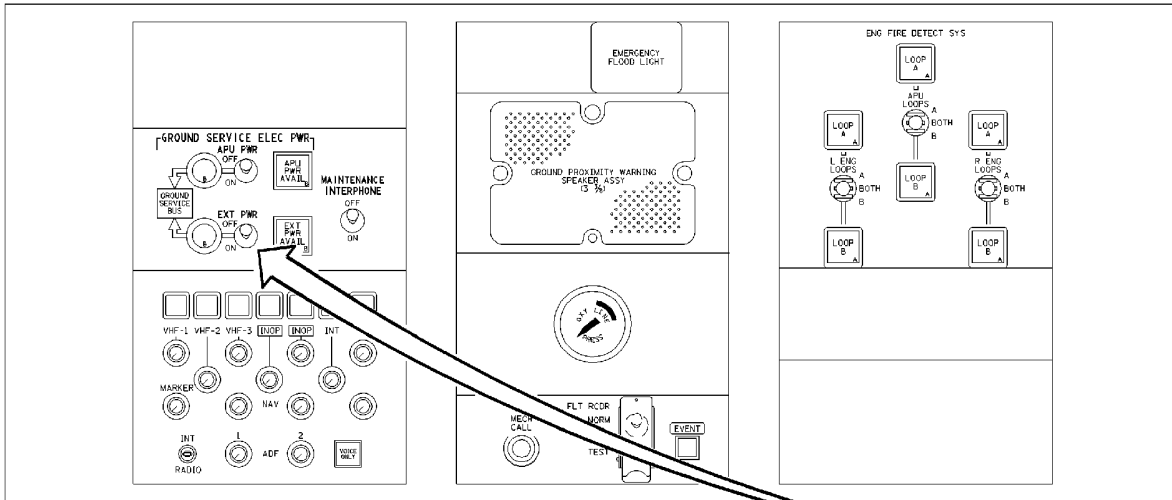 GROUND SERVICE ELEC PWR
APU PWR
OFF
ON
B
APU
PWR
AVAIL
B
GROUND
SERVICE
BUS
MAINTENANCE
INTERPHONE
OFF
ON
EXT PWR
OFF
ON
B
EXT
PWR
AVAIL
B
VHF-1
VHF-2
VHF-3
INOP
INOP
INT
MARKER
NAV
INT
RADIO
1
ADF
2
VOICE
ONLY
EMERGENCY
FLOOD LIGHT
GROUND PROXIMITY WARNING
SPEAKER ASSY
OXY LINE
PRESS
MECH
CALL
FLT RCDR
NORM
TEST
EVENT
ENG FIRE DETECT SYS
LOOP
A
A
APU
LOOPS
A
BOTH
B
LOOP
B
A
LOOP
A
A
L ENG
LOOPS
A
BOTH
B
LOOP
B
A
LOOP
A
A
R ENG
LOOPS
A
BOTH
B
LOOP
B
A